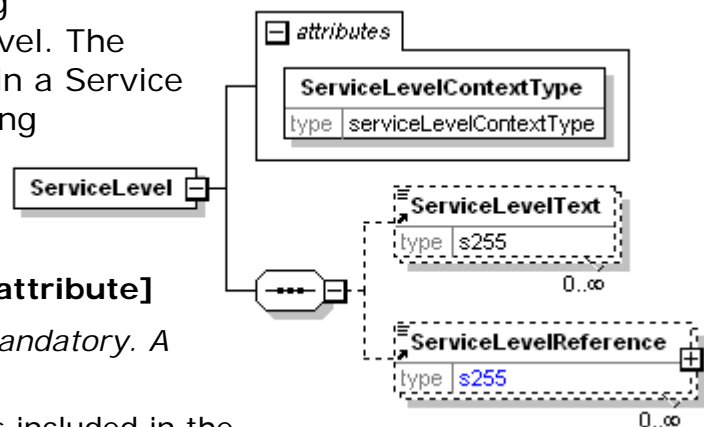 g
vel. The
in a Service
ng
attribute]
andatory. A
s included in the
attributes
ServiceLevelContextType
type serviceLevelContextType
ServiceLevel
ServiceLevelText
type s255
0..∞
ServiceLevelReference
type s255
0..∞